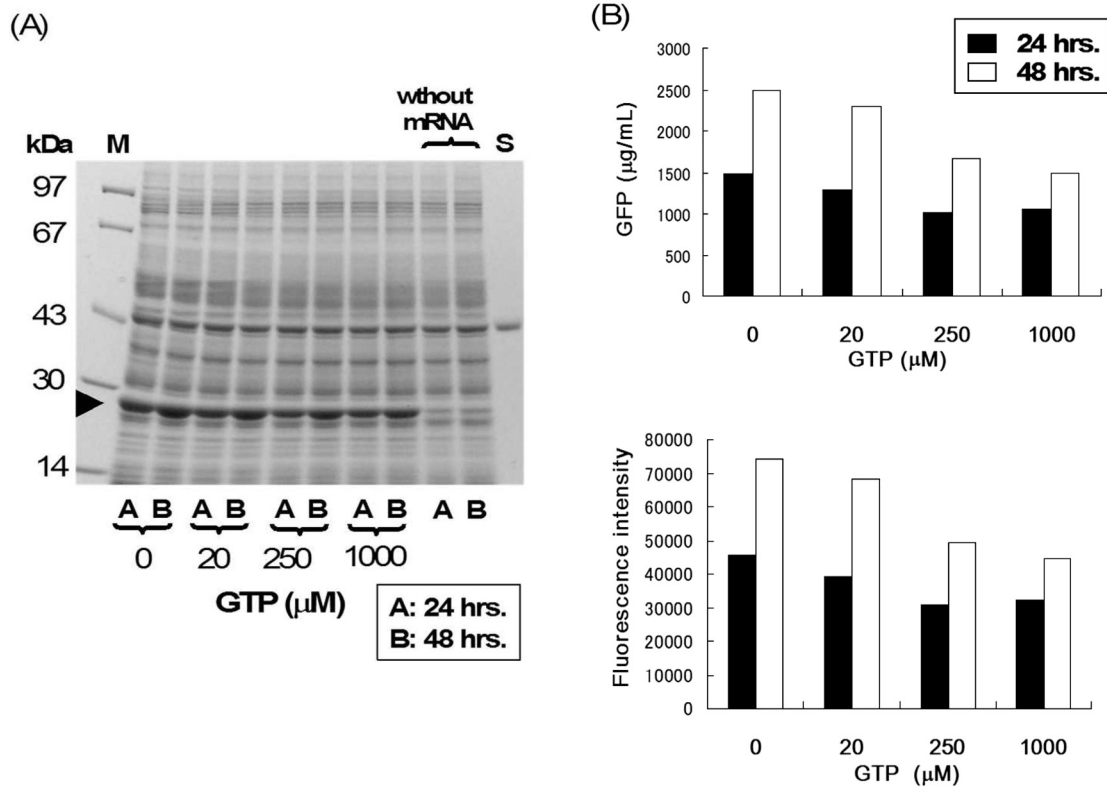 (A)
wthout
mRNA
kDa M S
97
67
43
30
14
A B A B A B A B A B
0 20 250 1000
GTP (μM)
A: 24 hrs.
B: 48 hrs.
(B)
24 hrs.
48 hrs.
3000
2500
2000
1500
1000
500
0
GFP (μg/mL)
0 20 250 1000
GTP (μM)
80000
70000
60000
50000
40000
30000
20000
10000
0
Fluorescence intensity
0 20 250 1000
GTP (μM)